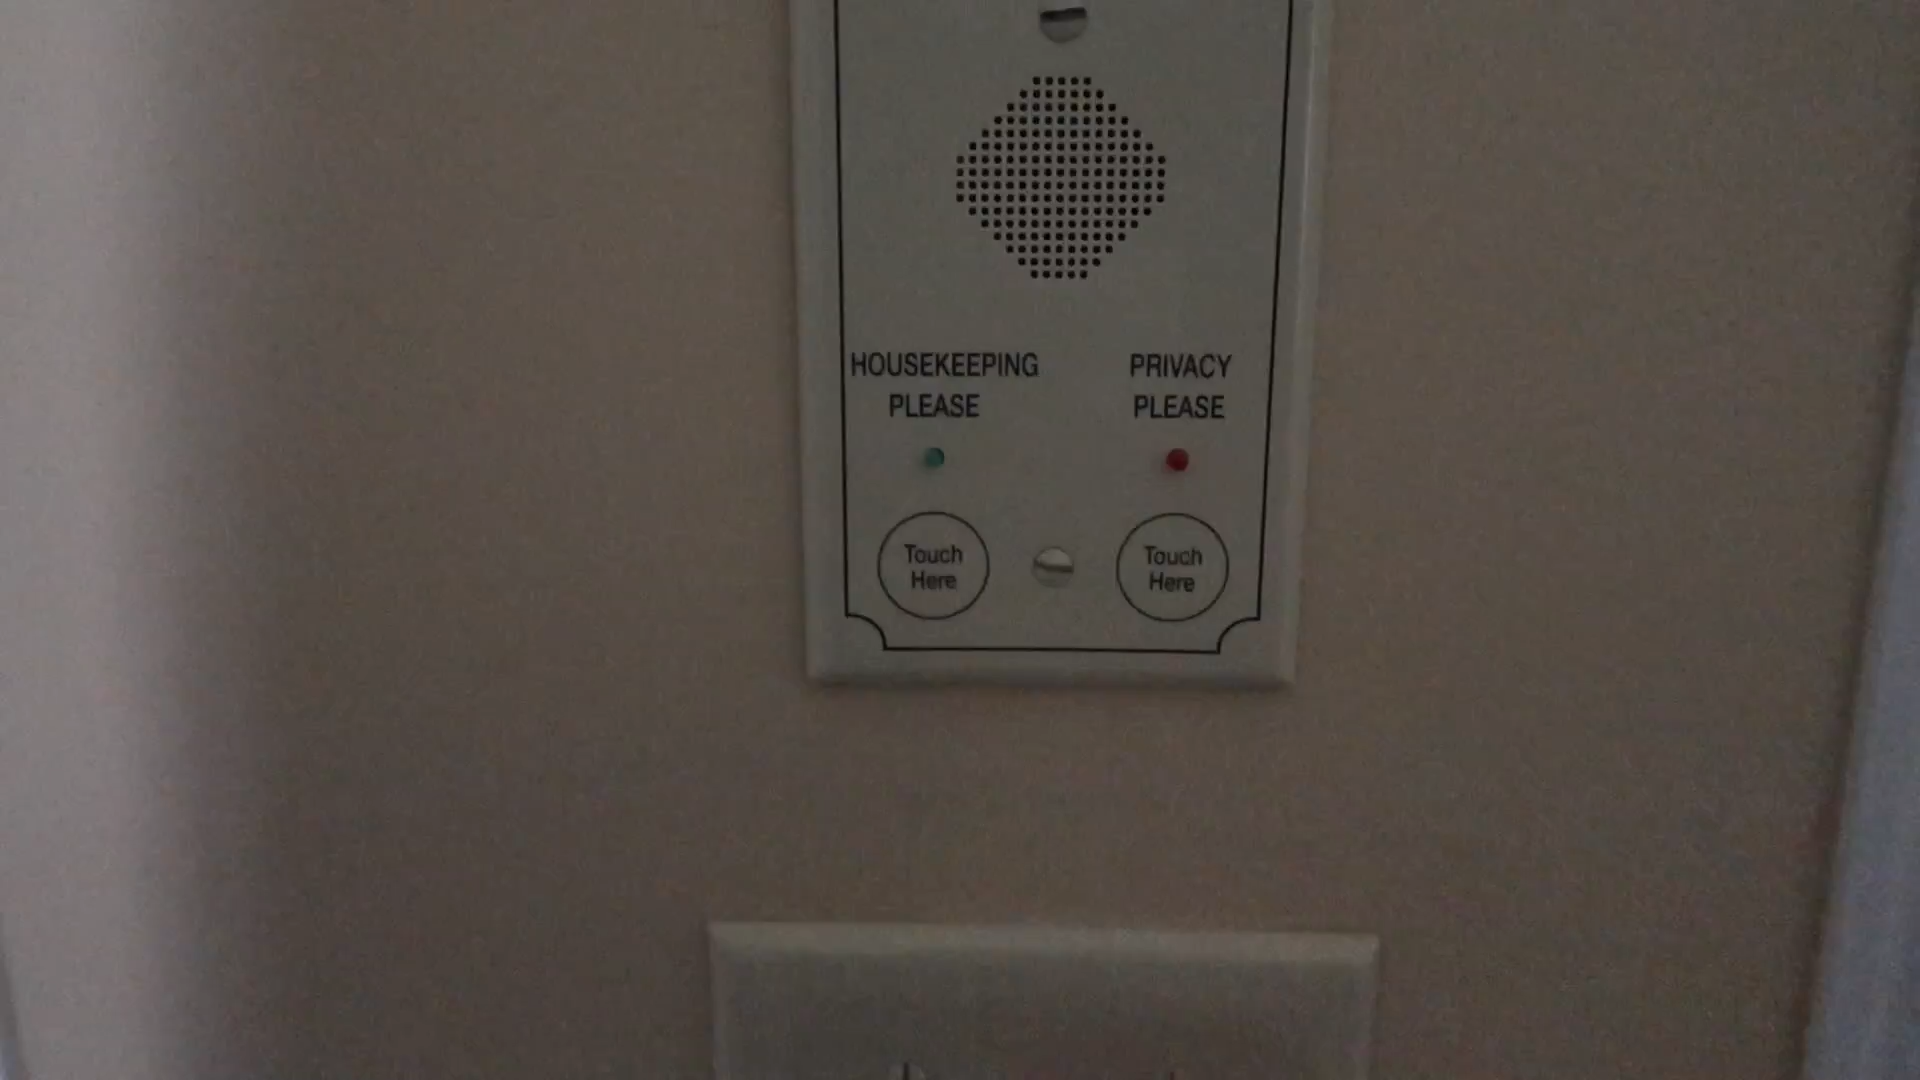 HOUSEKEEPING
PLEASE
PRIVACY
PLEASE
Touch
Here
Touch
Here